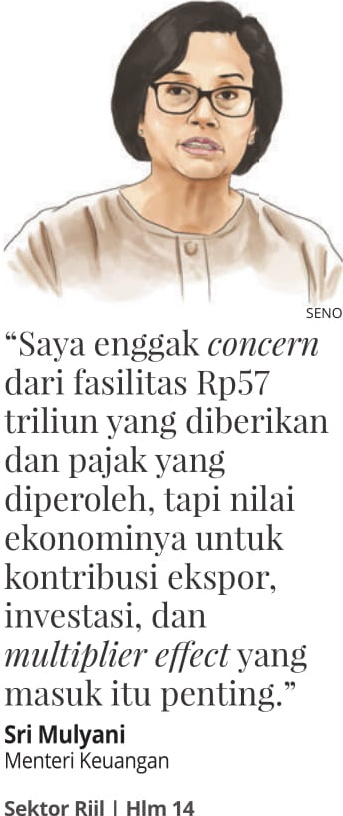 SENO
“Saya enggak concern
dari fasilitas Rp57
triliun yang diberikan
dan pajak yang
diperoleh, tapi nilai
ekonominya untuk
kontribusi ekspor,
investasi, dan
multiplier effect yang
masuk itu penting.”
Sri Mulyani
Menteri Keuangan
Sektor Riil | Hlm 14